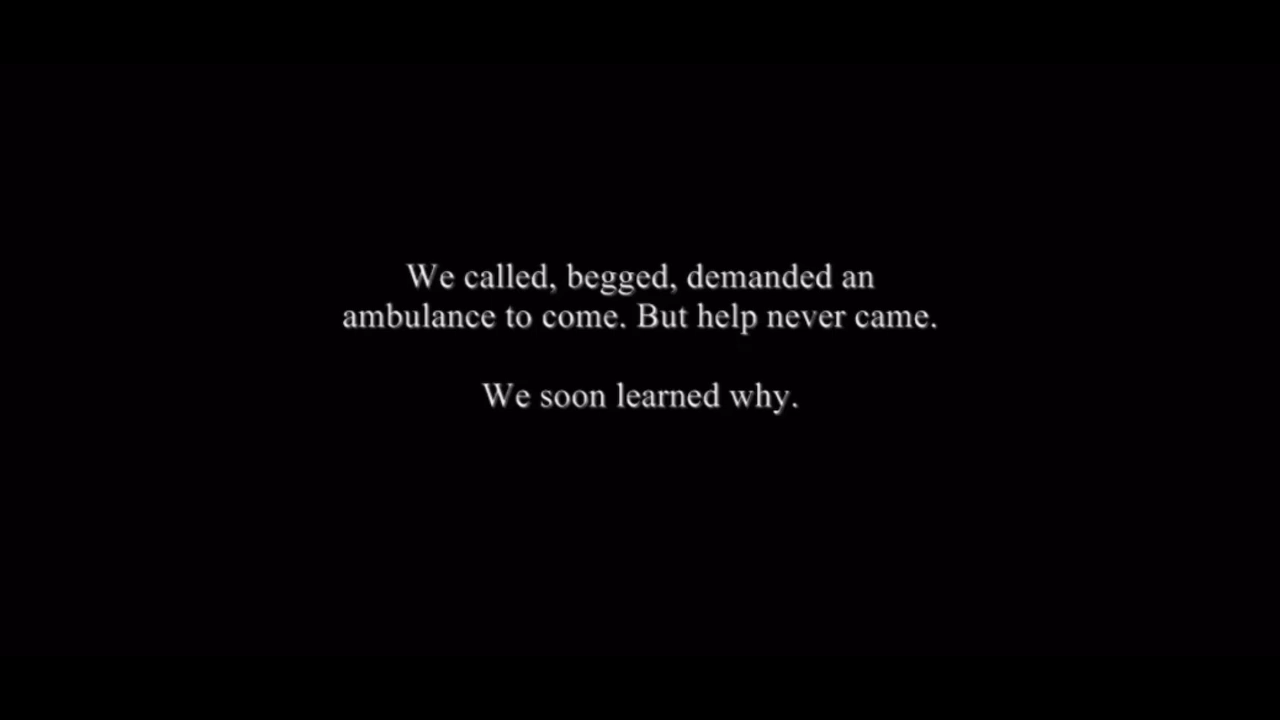 We called, begged, demanded an
ambulance to come. But help never came.
We soon learned why.